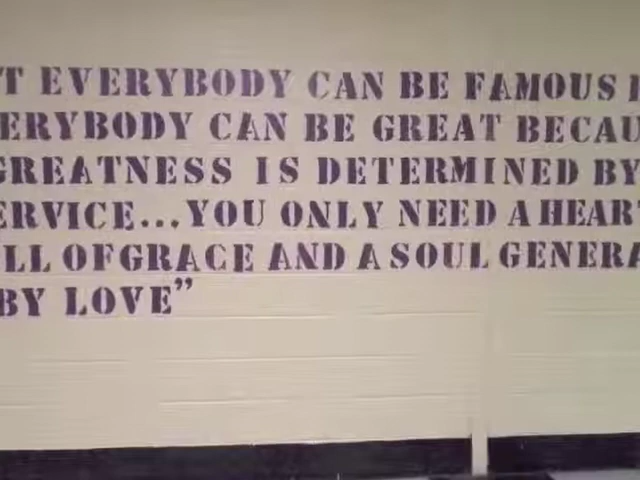 T EVERYBODY CAN BE FAMOUS
ERYBODY CAN BE GREAT BECAU
GREATNESS IS DETERMINED BY
ERVICE...YOU ONLY NEED A HEAR
LL OFGRACE AND A SOUL GENERA
BY LOVE”